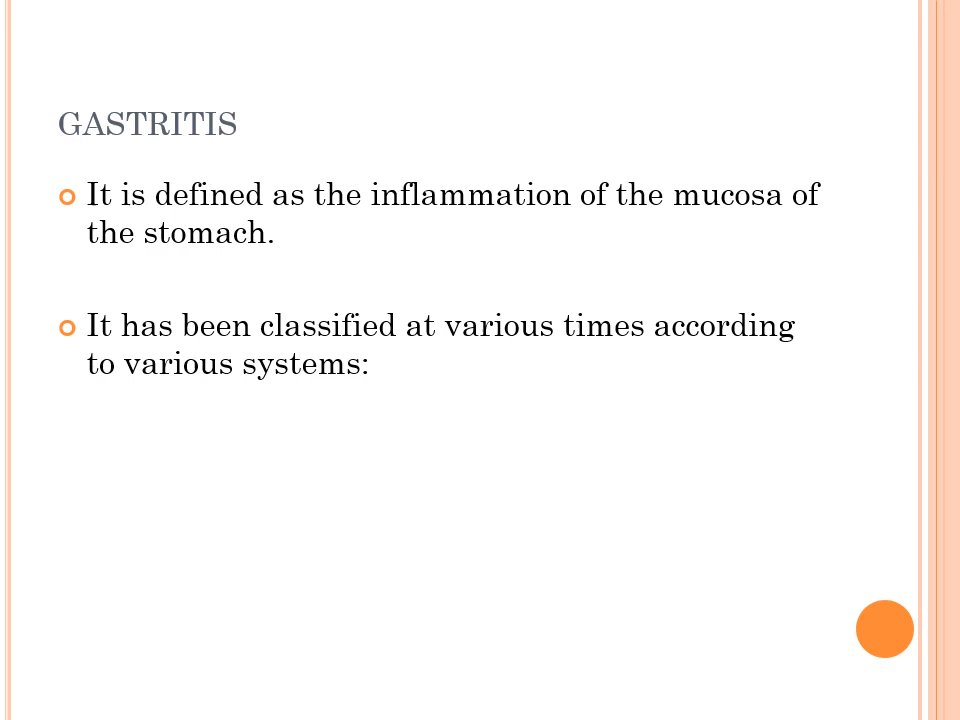 GASTRITIS
It is defined as the inflammation of the mucosa of
the stomach.
It has been classified at various times according
to various systems: